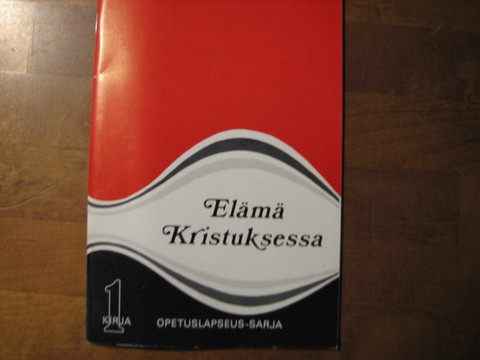 Elämä
Kristuksessa
1
KIRJA
OPETUSLAPSEUS-SARJA